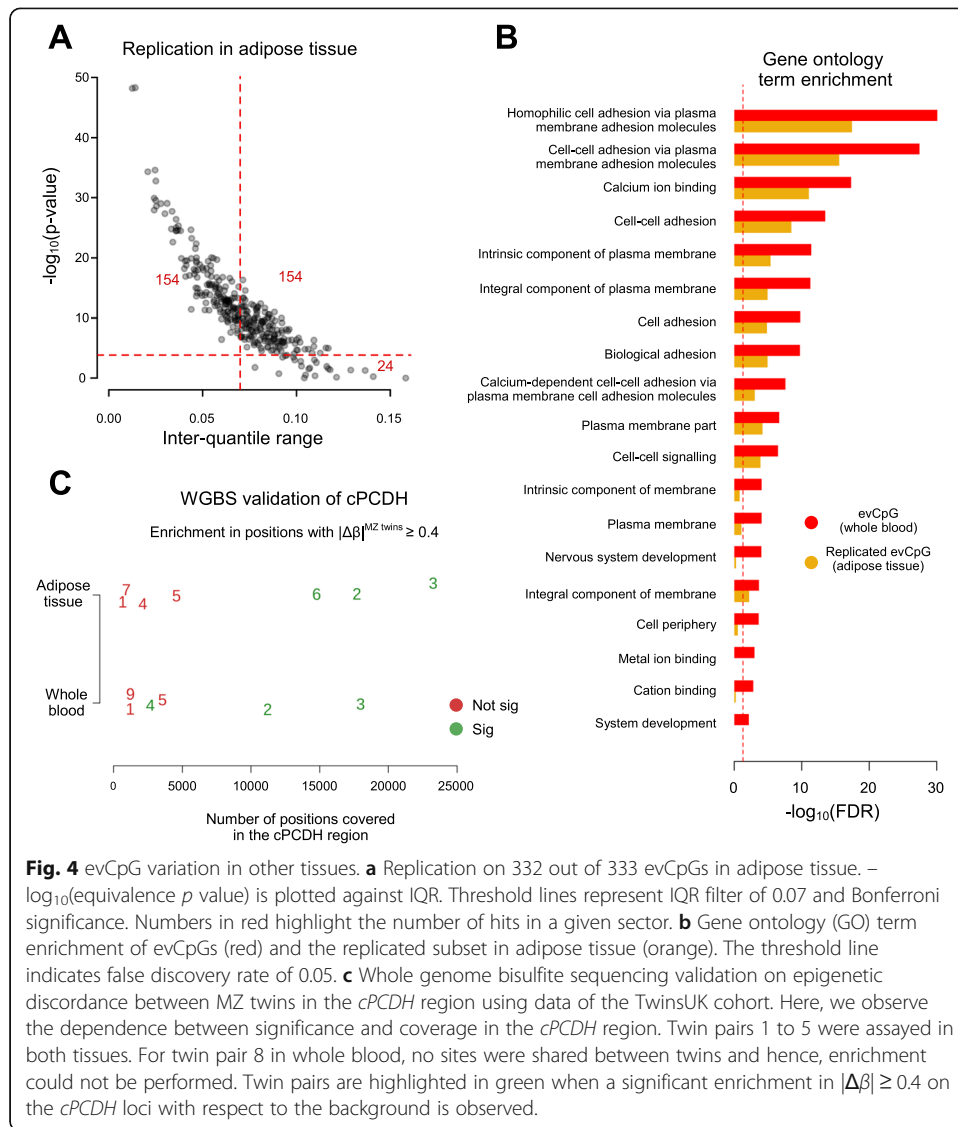 A
Replication in adipose tissue
50
40
30
20
10
0
-log10(p-value)
154
154
24
0.00
0.05
0.10
0.15
Inter-quantile range
B
Gene ontology
term enrichment
Homophilic cell adhesion via plasma
membrane adhesion molecules
Cell-cell adhesion via plasma
membrane adhesion molecules
Calcium ion binding
Cell-cell adhesion
Intrinsic component of plasma membrane
Integral component of plasma membrane
Cell adhesion
Biological adhesion
Calcium-dependent cell-cell adhesion via
plasma membrane cell adhesion molecules
Plasma membrane part
Cell-cell signalling
Intrinsic component of membrane
Plasma membrane
Nervous system development
Integral component of membrane
Cell periphery
Metal ion binding
Cation binding
System development
evCpG
(whole blood)
Replicated evCpG
(adipose tissue)
0
10
20
30
-log10(FDR)
C
WGBS validation of cPCDH
Enrichment in positions with |Δβ|MZ twins ≥ 0.4
Adipose
tissue
7
1
4
5
6
2
3
Whole
blood
9
1
4
5
2
3
Not sig
Sig
0
5000
10000
15000
20000
25000
Number of positions covered
in the cPCDH region
Fig. 4 evCpG variation in other tissues. a Replication on 332 out of 333 evCpGs in adipose tissue. –
log10(equivalence p value) is plotted against IQR. Threshold lines represent IQR filter of 0.07 and Bonferroni
significance. Numbers in red highlight the number of hits in a given sector. b Gene ontology (GO) term
enrichment of evCpGs (red) and the replicated subset in adipose tissue (orange). The threshold line
indicates false discovery rate of 0.05. c Whole genome bisulfite sequencing validation on epigenetic
discordance between MZ twins in the cPCDH region using data of the TwinsUK cohort. Here, we observe
the dependence between significance and coverage in the cPCDH region. Twin pairs 1 to 5 were assayed in
both tissues. For twin pair 8 in whole blood, no sites were shared between twins and hence, enrichment
could not be performed. Twin pairs are highlighted in green when a significant enrichment in |Δβ| ≥ 0.4 on
the cPCDH loci with respect to the background is observed.